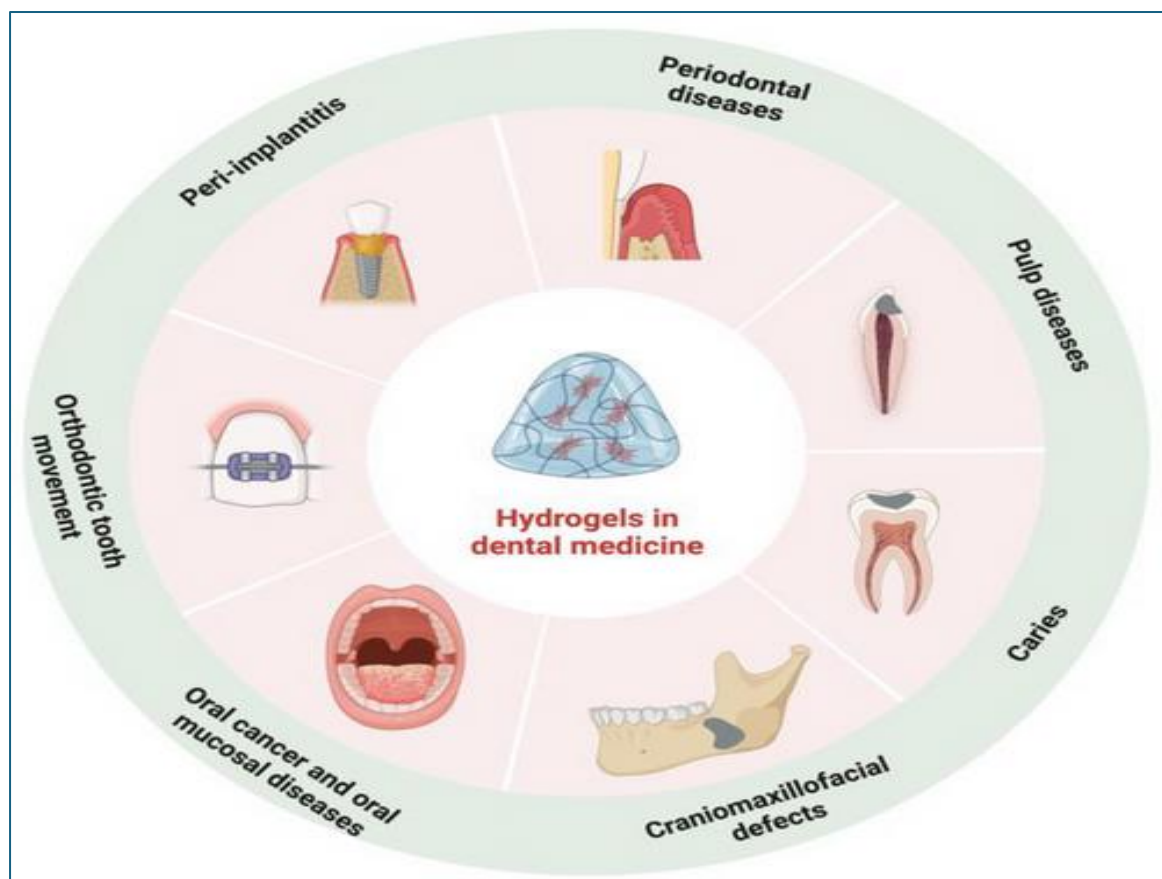 Periodontal
diseases
Peri-implantitis
Pulp diseases
Orthodontic tooth
movement
Hydrogels in
dental medicine
Caries
Oral cancer and oral
mucosal diseases
Craniomaxillofacial
defects